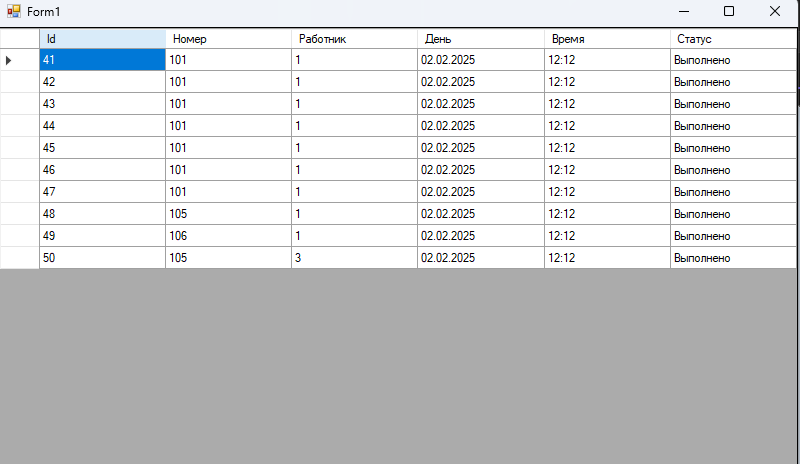 Form1
Id Номер Работник День Время Статус
41 101 1 02.02.2025 12:12 Выполнено
42 101 1 02.02.2025 12:12 Выполнено
43 101 1 02.02.2025 12:12 Выполнено
44 101 1 02.02.2025 12:12 Выполнено
45 101 1 02.02.2025 12:12 Выполнено
46 101 1 02.02.2025 12:12 Выполнено
47 101 1 02.02.2025 12:12 Выполнено
48 105 1 02.02.2025 12:12 Выполнено
49 106 1 02.02.2025 12:12 Выполнено
50 105 3 02.02.2025 12:12 Выполнено